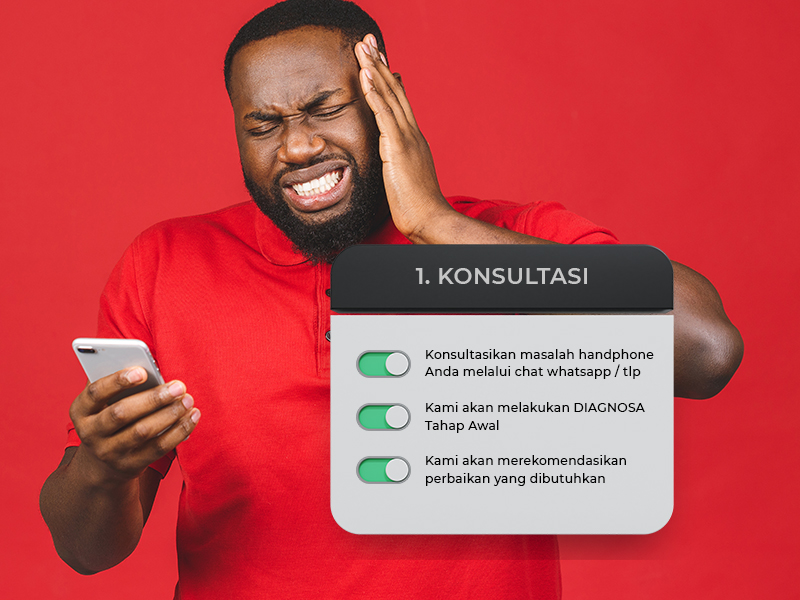 1. KONSULTASI
Konsultasikan masalah handphone
Anda melalui chat whatsapp / tlp
Kami akan melakukan DIAGNOSA
Tahap Awal
Kami akan merekomendasikan
perbaikan yang dibutuhkan